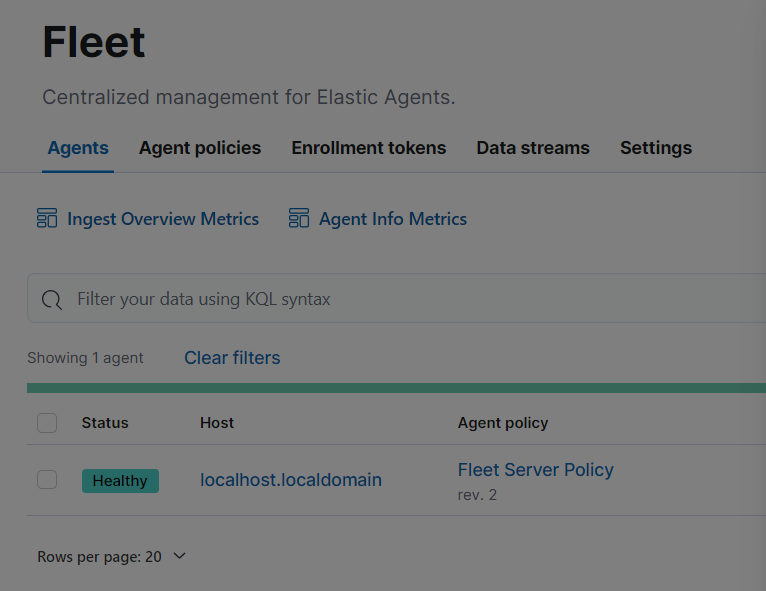 Fleet
Centralized management for Elastic Agents.
Agents Agent policies Enrollment tokens Data streams Settings
Ingest Overview Metrics Agent Info Metrics
Filter your data using KQL syntax
Showing 1 agent Clear filters
Status Host Agent policy
Healthy localhost.localdomain Fleet Server Policy
rev. 2
Rows per page: 20